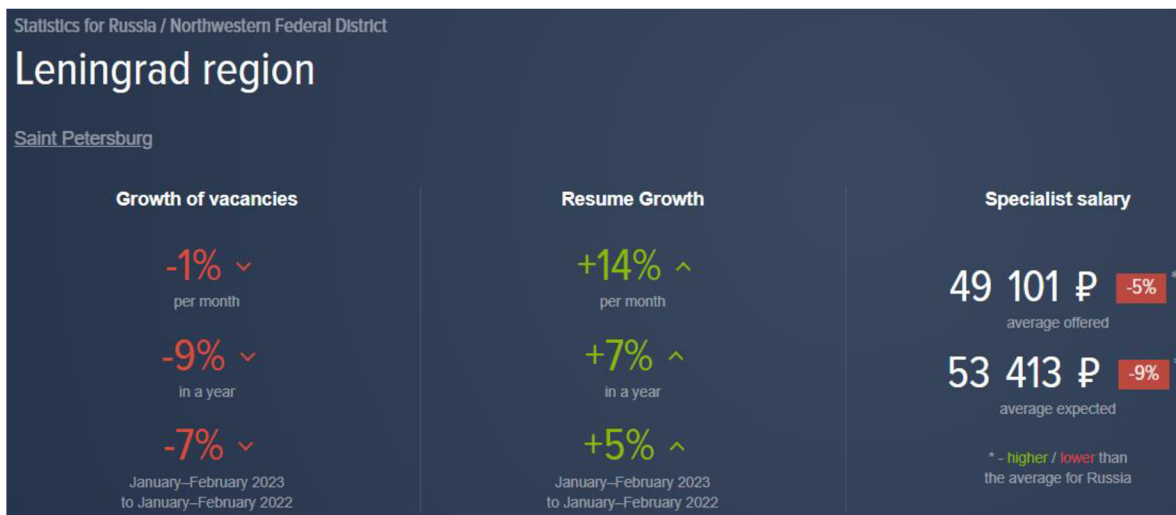 Statistics for Russia / Northwestern Federal District
Leningrad region
Saint Petersburg
Growth of vacancies
-1%
per month
-9%
in a year
-7%
January–February 2023
to January–February 2022
Resume Growth
+14%
per month
+7%
in a year
+5%
January–February 2023
to January–February 2022
Specialist salary
49 101 ₽ -5% *
average offered
53 413 ₽ -9% *
average expected
* - higher / lower than
the average for Russia